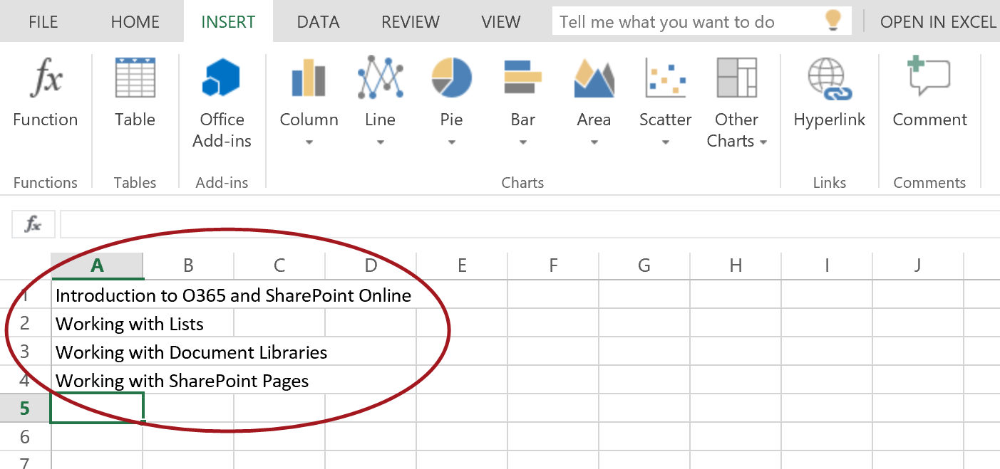 FILE HOME INSERT DATA REVIEW VIEW Tell me what you want to do OPEN IN EXCEL
fx
Function Table Office Column Line Pie Bar Area Scatter Other Hyperlink Comment
Add-ins Charts
Functions Tables Add-ins Charts Links Comments
fx
A B C D E F G H I J
1 Introduction to O365 and SharePoint Online
2 Working with Lists
3 Working with Document Libraries
4 Working with SharePoint Pages
5
6
7